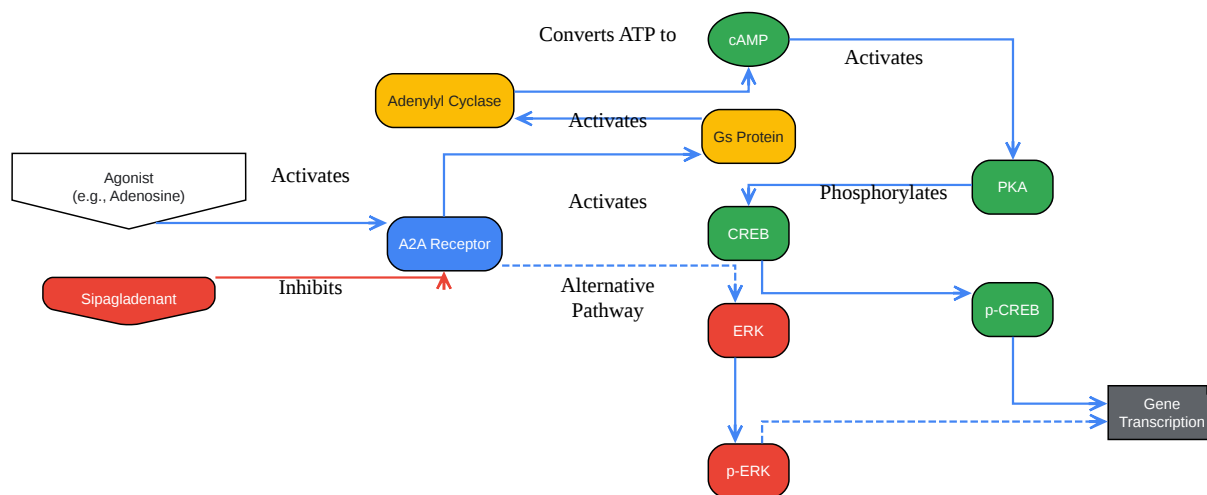 Converts ATP to
cAMP
Activates
Adenylyl Cyclase
Activates
Gs Protein
Agonist
(e.g., Adenosine)
Activates
Activates
Phosphorylates
PKA
A2A Receptor
CREB
Sipagladenant
Inhibits
Alternative
Pathway
ERK
p-CREB
Gene
Transcription
p-ERK